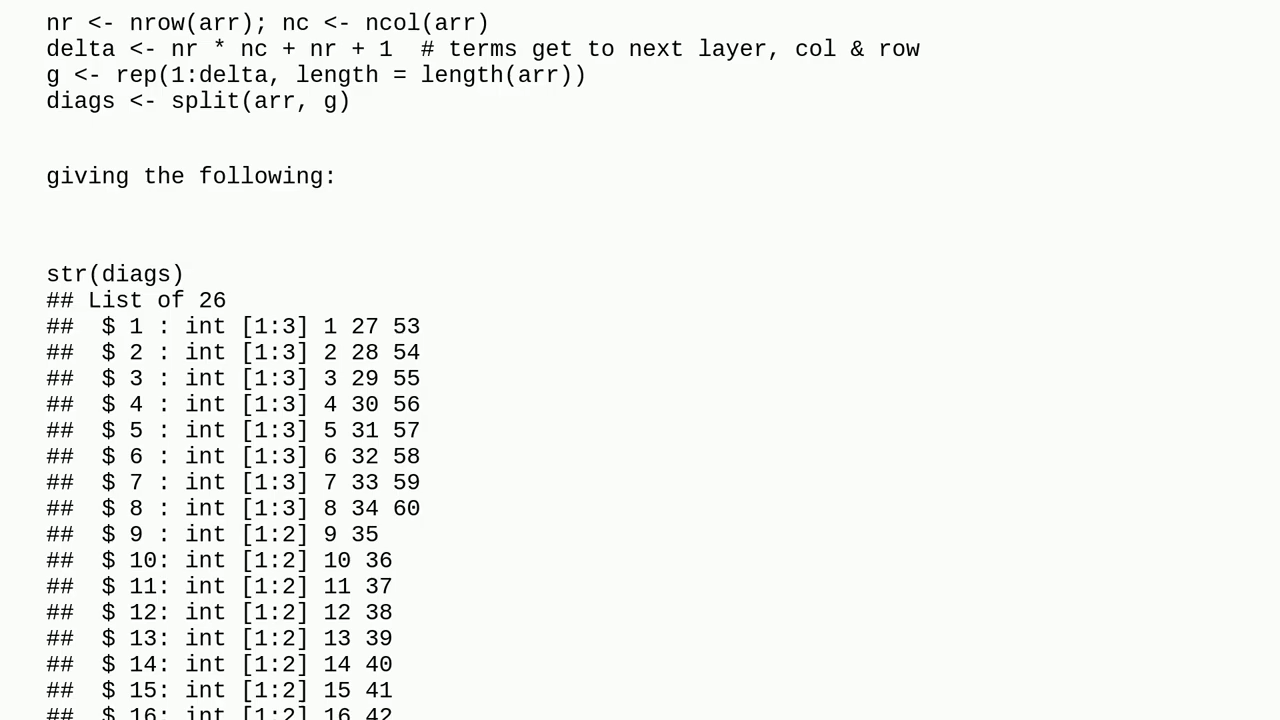 nr <- nrow(arr); nc <- ncol(arr)
delta <- nr * nc + nr + 1  # terms get to next layer, col & row
g <- rep(1:delta, length = length(arr))
diags <- split(arr, g)
giving the following:
str(diags)
## List of 26
##  $ 1 : int [1:3] 1 27 53
##  $ 2 : int [1:3] 2 28 54
##  $ 3 : int [1:3] 3 29 55
##  $ 4 : int [1:3] 4 30 56
##  $ 5 : int [1:3] 5 31 57
##  $ 6 : int [1:3] 6 32 58
##  $ 7 : int [1:3] 7 33 59
##  $ 8 : int [1:3] 8 34 60
##  $ 9 : int [1:2] 9 35
##  $ 10: int [1:2] 10 36
##  $ 11: int [1:2] 11 37
##  $ 12: int [1:2] 12 38
##  $ 13: int [1:2] 13 39
##  $ 14: int [1:2] 14 40
##  $ 15: int [1:2] 15 41
##  $ 16: int [1:2] 16 42